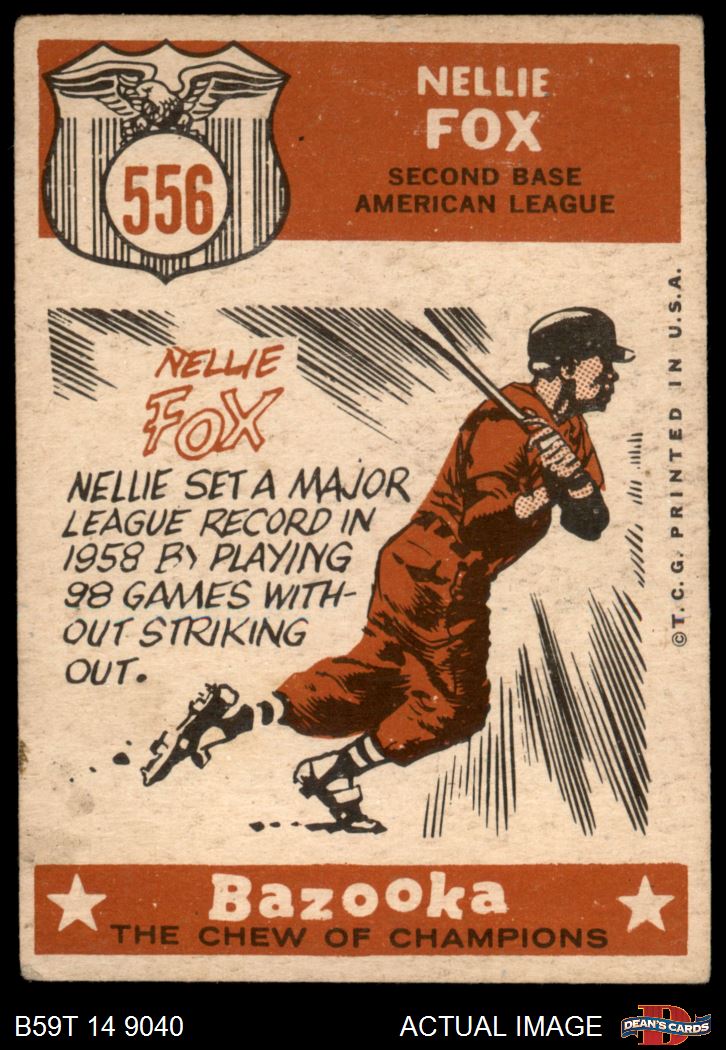 556
NELLIE
FOX
SECOND BASE
AMERICAN LEAGUE
NELLIE
FOX
NELLIE SET A MAJOR
LEAGUE RECORD IN
1958 BY PLAYING
98 GAMES WITH-
OUT STRIKING
OUT.
© T.C.G. PRINTED IN U.S.A.
Bazooka
THE CHEW OF CHAMPIONS
B59T 14 9040
ACTUAL IMAGE
D
DEAN'S CARDS